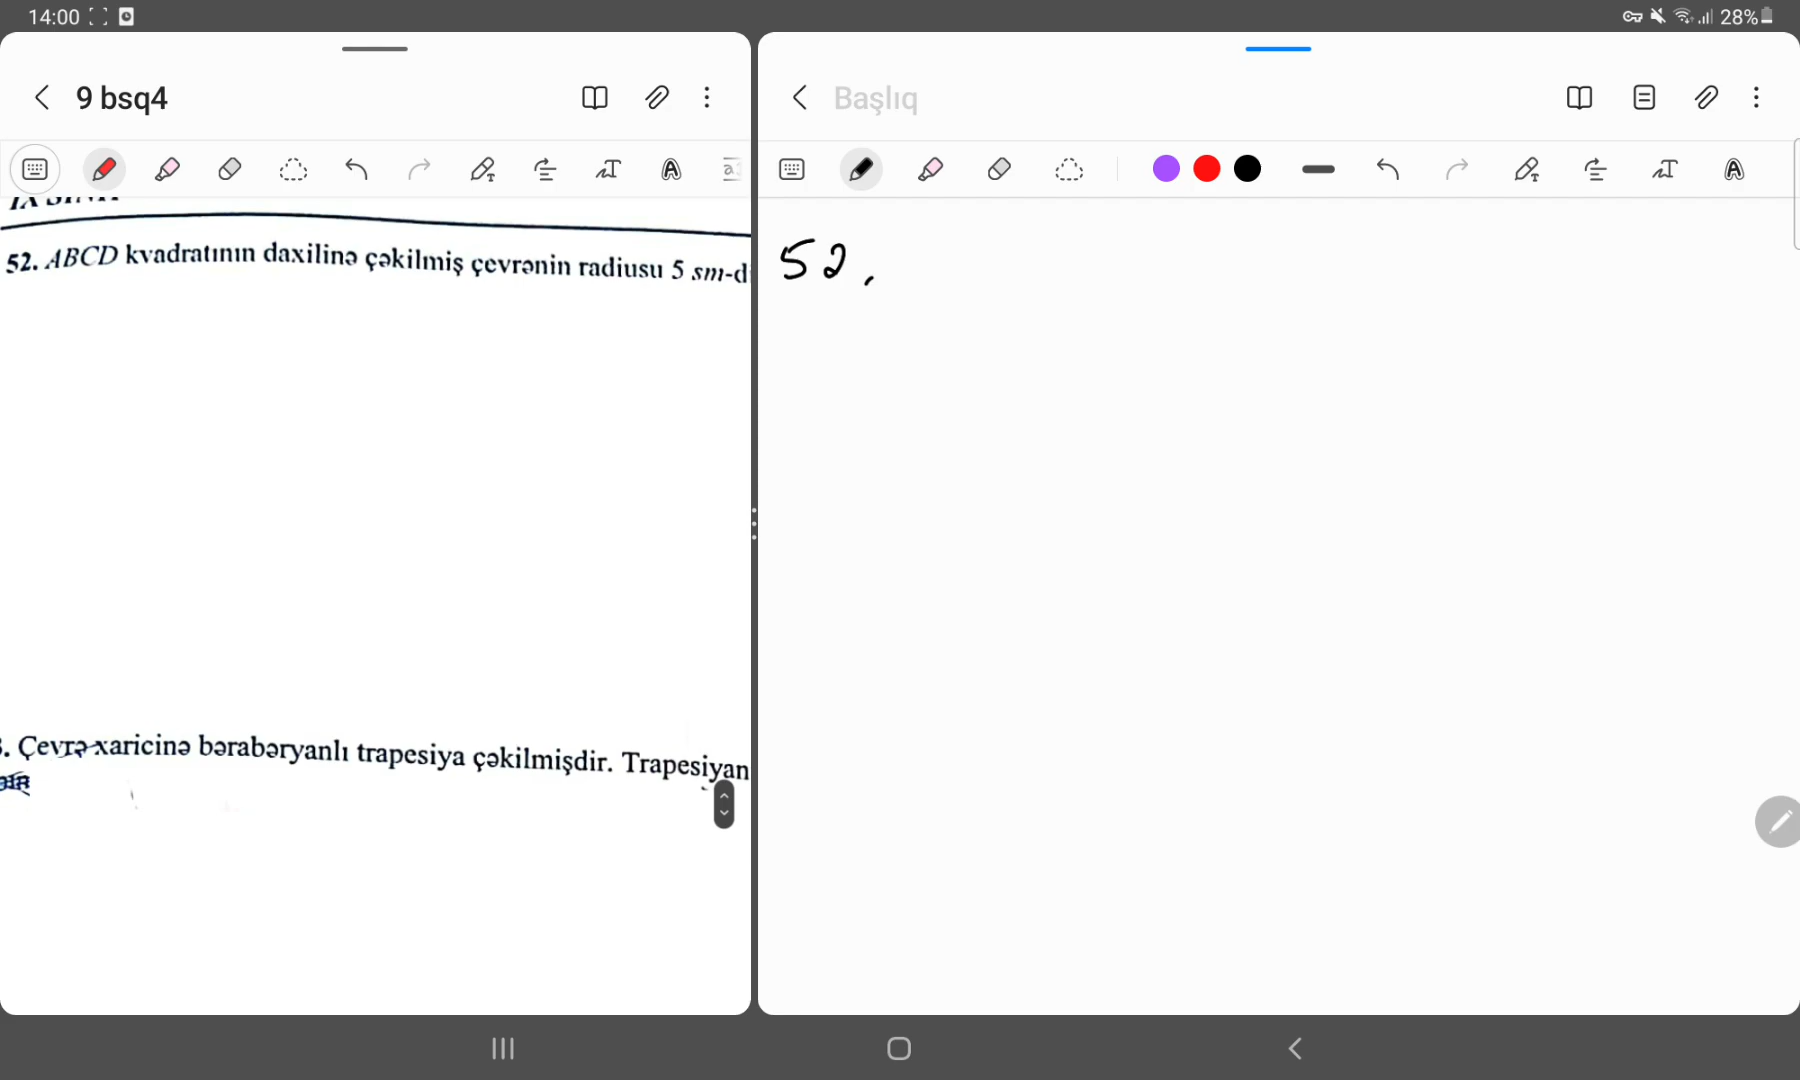 14:00
28%
9 bsq4
52. ABCD kvadratının daxilinə çəkilmiş çevrənin radiusu 5 sm-d
. Çevrə xaricinə bərabəryanlı trapesiya çəkilmişdir. Trapesiyan
Başlıq
52.